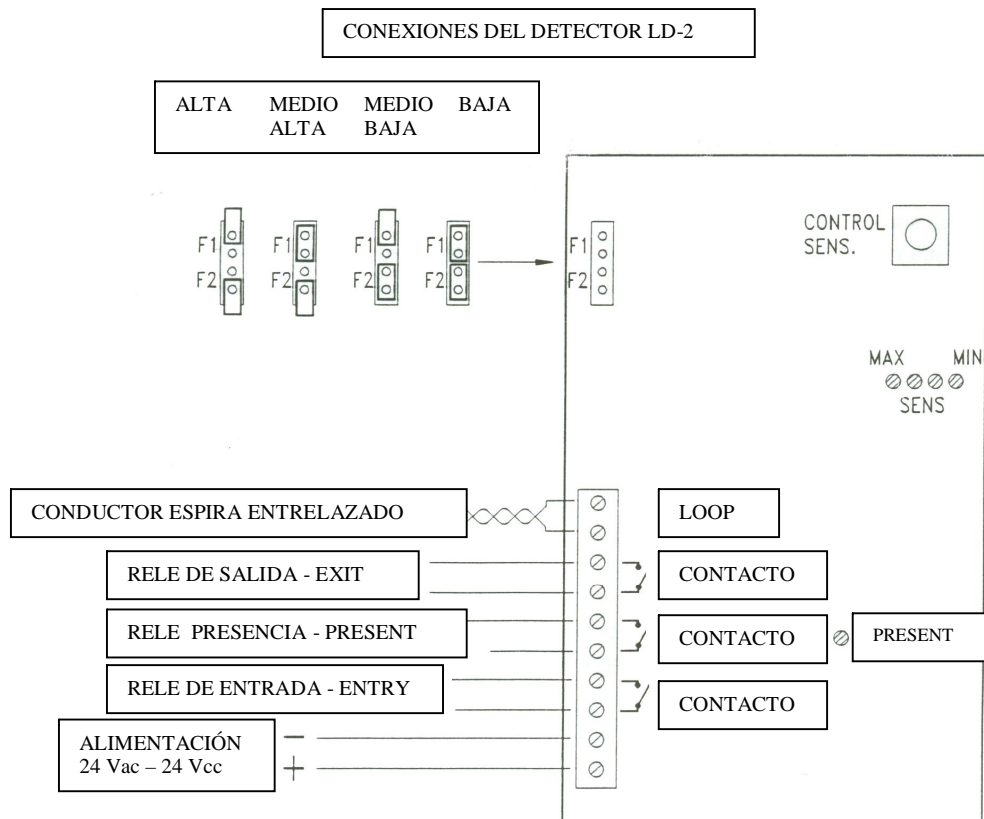 CONEXIONES DEL DETECTOR LD-2
ALTA MEDIO MEDIO BAJA
ALTA BAJA
F1 F1 F1 F1 F1
F2 F2 F2 F2 F2
CONTROL
SENS.
MAX MIN
SENS
CONDUCTOR ESPIRA ENTRELAZADO
LOOP
RELE DE SALIDA - EXIT
CONTACTO
RELE PRESENCIA - PRESENT
CONTACTO
PRESENT
RELE DE ENTRADA - ENTRY
CONTACTO
ALIMENTACIÓN
24 Vac – 24 Vcc
−
+